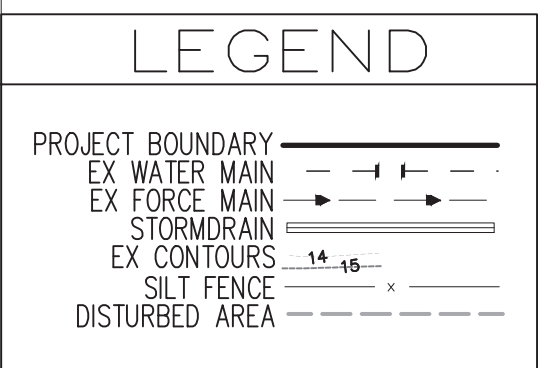 LEGEND
PROJECT BOUNDARY
EX WATER MAIN
EX FORCE MAIN
STORMDRAIN
EX CONTOURS 14 15
SILT FENCE x
DISTURBED AREA